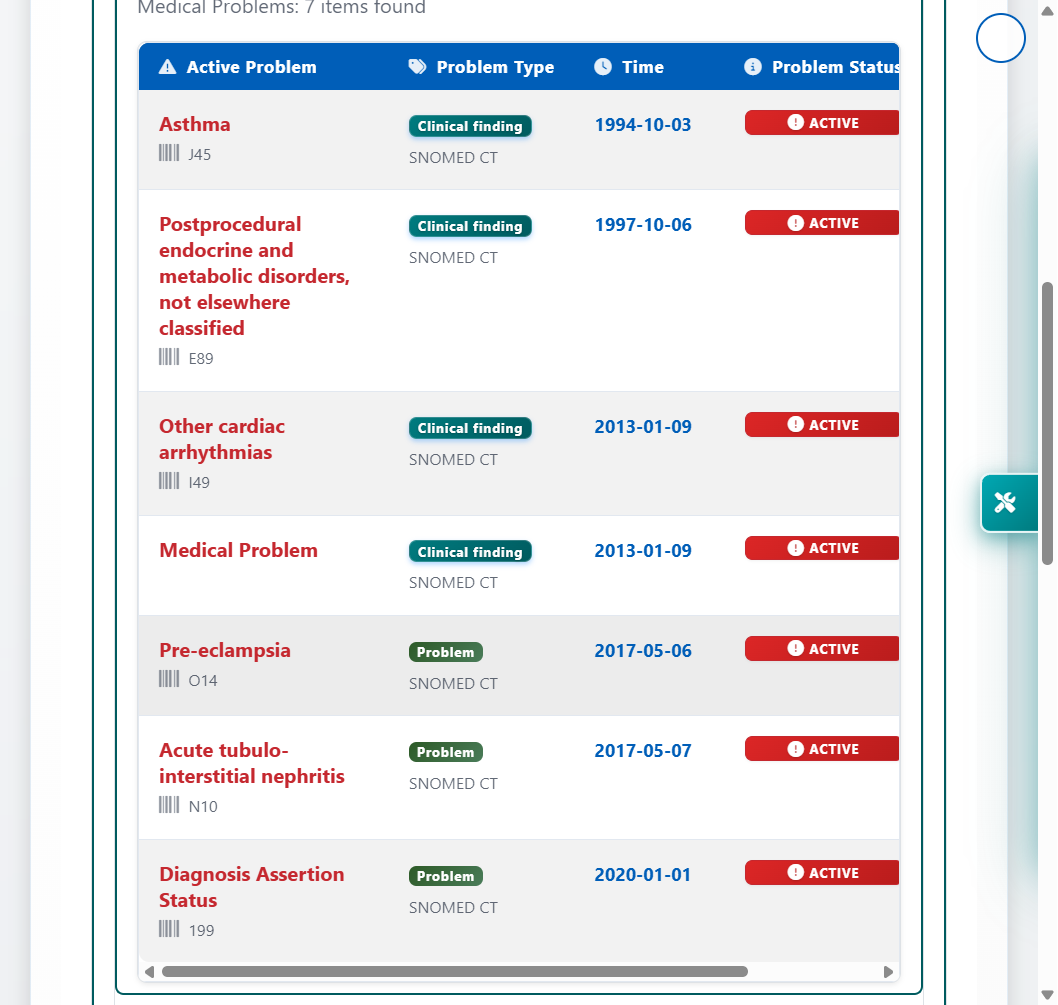 Medical Problems: 7 items found
Active Problem Problem Type Time Problem Status
Asthma Clinical finding 1994-10-03 ACTIVE
J45 SNOMED CT
Postprocedural Clinical finding 1997-10-06 ACTIVE
endocrine and SNOMED CT
metabolic disorders,
not elsewhere
classified
E89
Other cardiac Clinical finding 2013-01-09 ACTIVE
arrhythmias SNOMED CT
I49
Medical Problem Clinical finding 2013-01-09 ACTIVE
SNOMED CT
Pre-eclampsia Problem 2017-05-06 ACTIVE
O14 SNOMED CT
Acute tubulo- Problem 2017-05-07 ACTIVE
interstitial nephritis SNOMED CT
N10
Diagnosis Assertion Problem 2020-01-01 ACTIVE
Status SNOMED CT
199